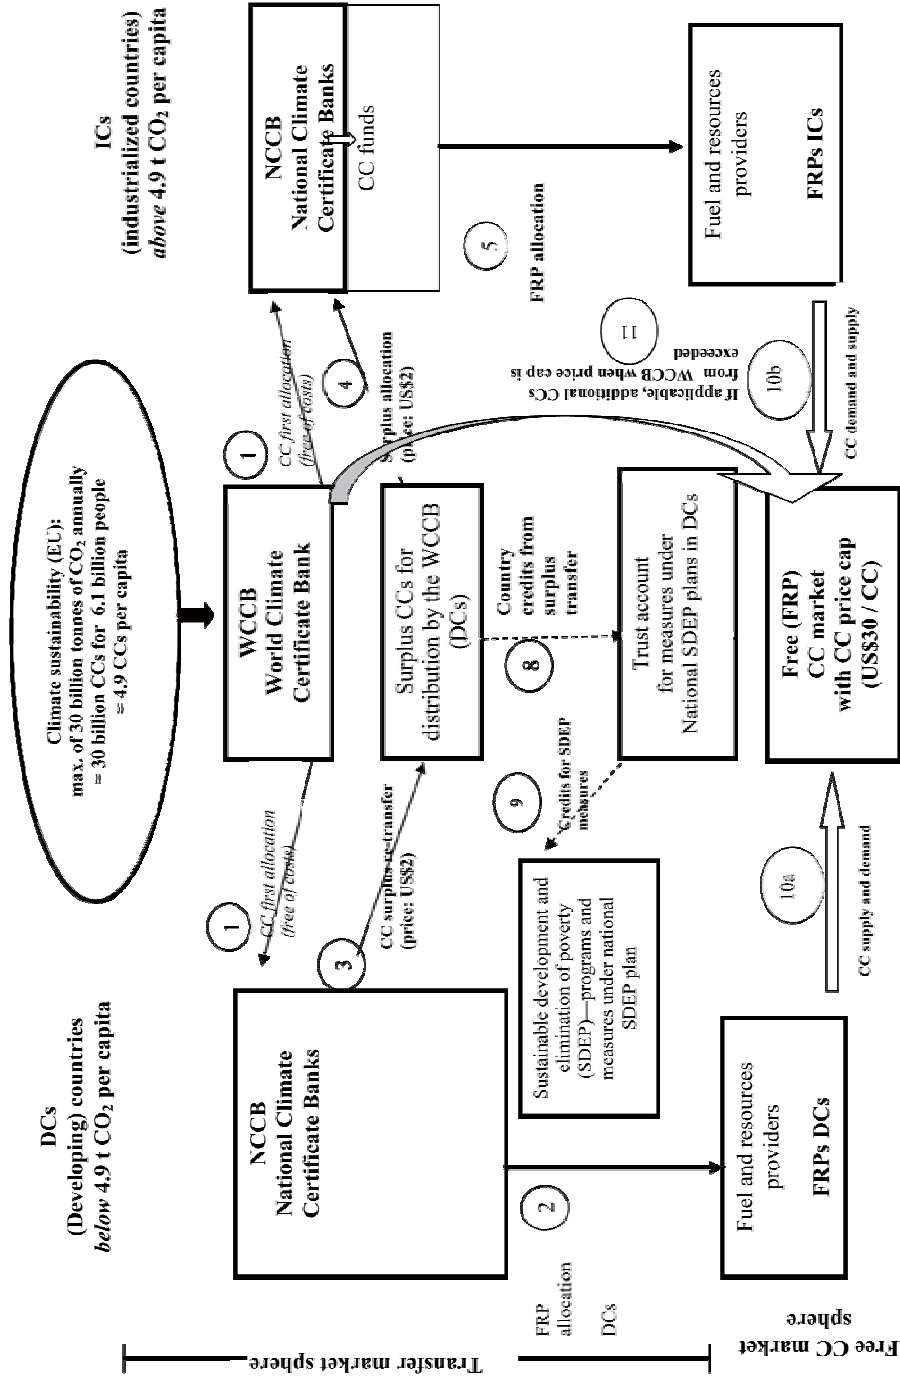 DCs
(Developing) countries
below 4.9 t CO₂ per capita
Climate sustainability (EU):
max. of 30 billion tonnes of CO₂ annually
= 30 billion CCs for 6.1 billion people
= 4.9 CCs per capita
ICs
(industrialized countries)
above 4.9 t CO₂ per capita
NCCB
National Climate
Certificate Banks
1
CC first allocation
(free of costs)
WCCB
World Climate
Certificate Bank
1
CC first allocation
(free of costs)
NCCB
National Climate
Certificate Banks
CC funds
3
CC surplus re-transfer
(price: US$2)
Surplus CCs for
distribution by the WCCB
(DCs)
4
Surplus allocation
(price: US$2)
2
FRP
allocation
DCs
Sustainable development and
elimination of poverty
(SDEP)—programs and
measures under national
SDEP plan
9
Credits for SDEP
measures
8
Country
credits from
surplus
transfer
Trust account
for measures under
National SDEP plans in DCs
5
FRP allocation
11
If applicable, additional CCs
from WCCB when price cap is
exceeded
Fuel and resources
providers
FRPs DCs
10a
CC supply and demand
Free (FRP)
CC market
with CC price cap
(US$30 / CC)
10b
CC demand and supply
Fuel and resources
providers
FRPs ICs
Transfer market sphere
Free CC market
sphere